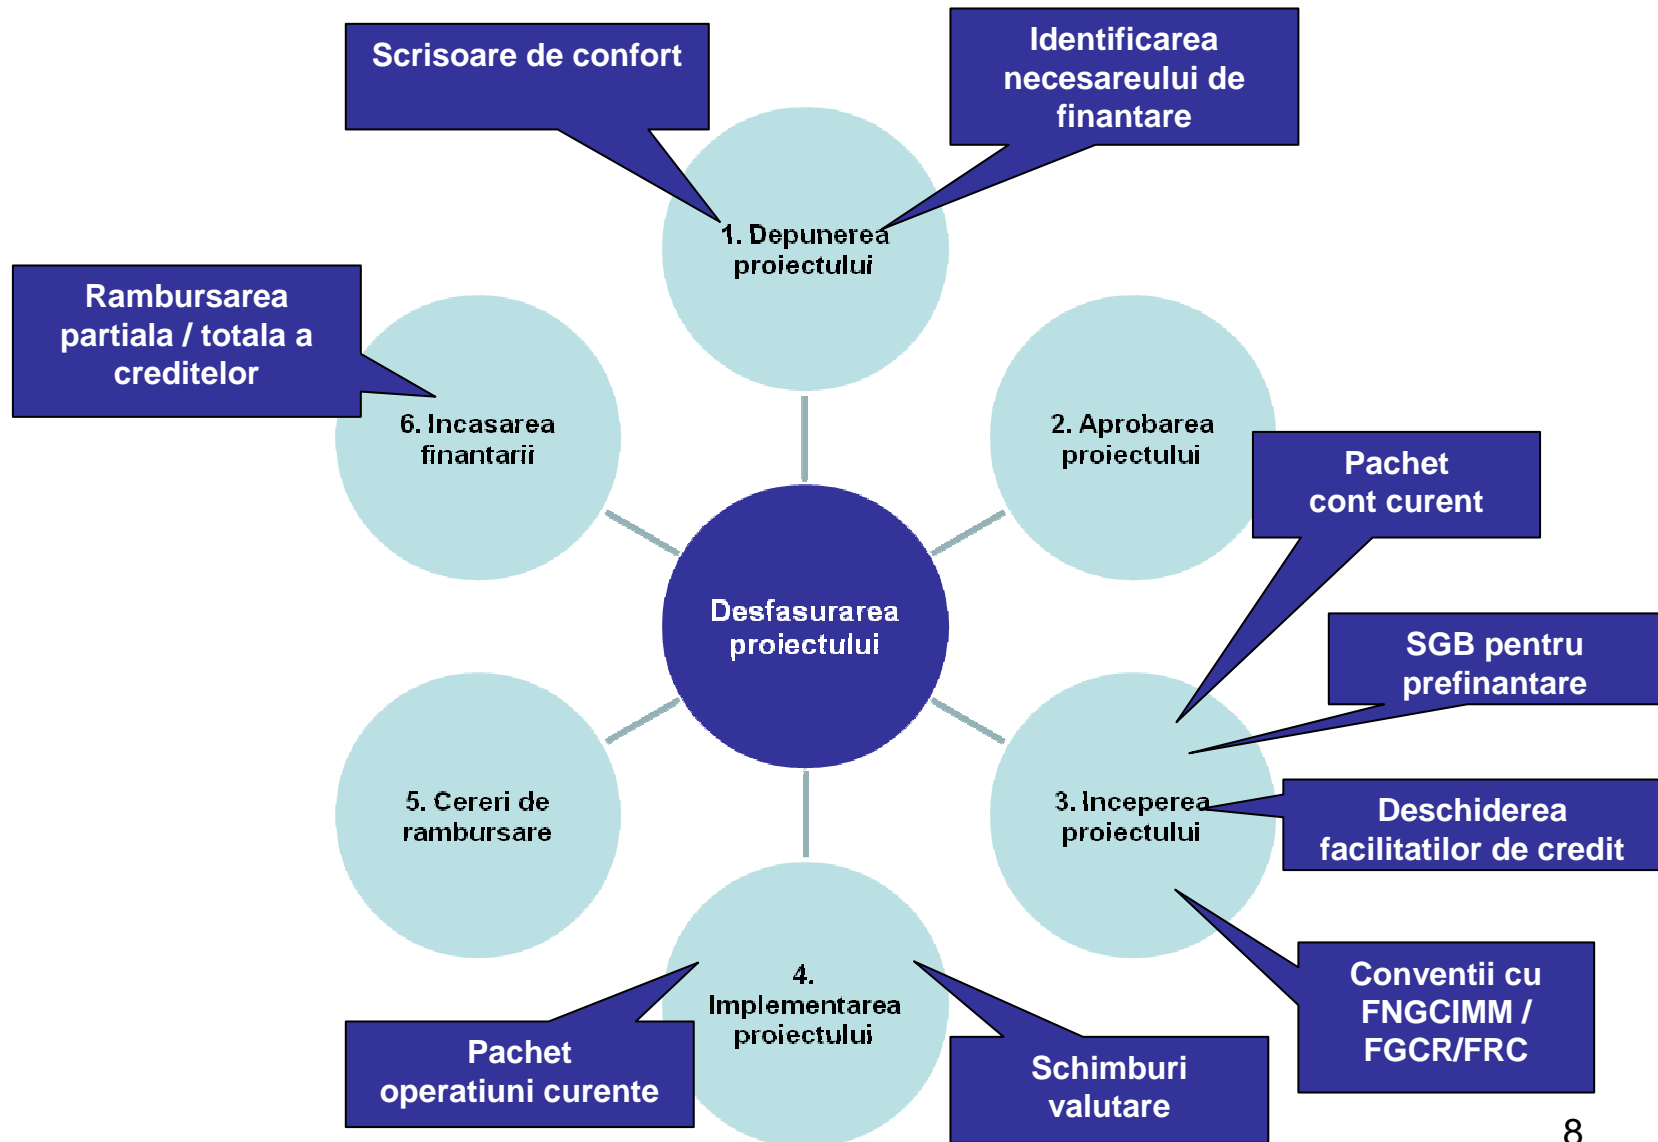 Scrisoare de confort
Identificarea
necesareului de
finantare
1. Depunerea
proiectului
Rambursarea
partiala / totala a
creditelor
6. Incasarea
finantarii
2. Aprobarea
proiectului
Pachet
cont curent
Desfasurarea
proiectului
SGB pentru
prefinantare
5. Cereri de
rambursare
3. Inceperea
proiectului
Deschiderea
facilitatilor de credit
4.
Implementarea
proiectului
Conventii cu
FNGCIMM /
FGCR/FRC
Pachet
operatiuni curente
Schimburi
valutare
8